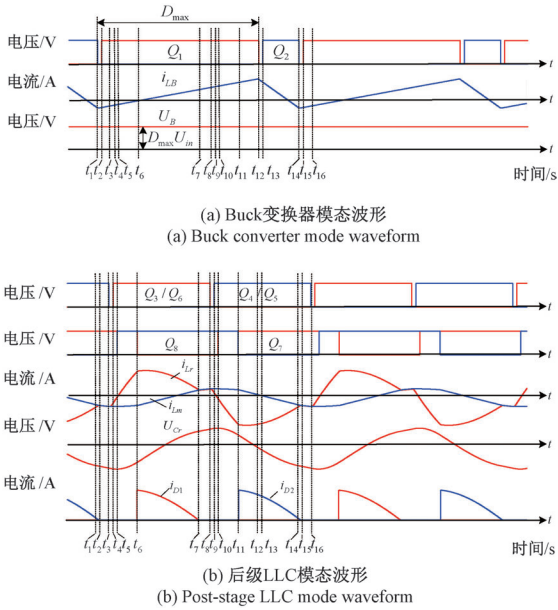 D_max
电压/V
Q_1
Q_2
t
电流/A
i_LB
t
电压/V
U_B
D_max U_in
t
t_1 t_2 t_3 t_4 t_5 t_6 t_7 t_8 t_9 t_10 t_11 t_12 t_13 t_14 t_15 t_16
时间/s
(a) Buck变换器模态波形
(a) Buck converter mode waveform
电压/V
Q_3 / Q_6
Q_4 / Q_5
t
电压/V
Q_8
Q_7
t
电流/A
i_Lr
i_Lm
t
电压/V
U_Cr
t
电流/A
i_D1
i_D2
t
t_1 t_2 t_3 t_4 t_5 t_6 t_7 t_8 t_9 t_10 t_11 t_12 t_13 t_14 t_15 t_16
时间/s
(b) 后级LLC模态波形
(b) Post-stage LLC mode waveform